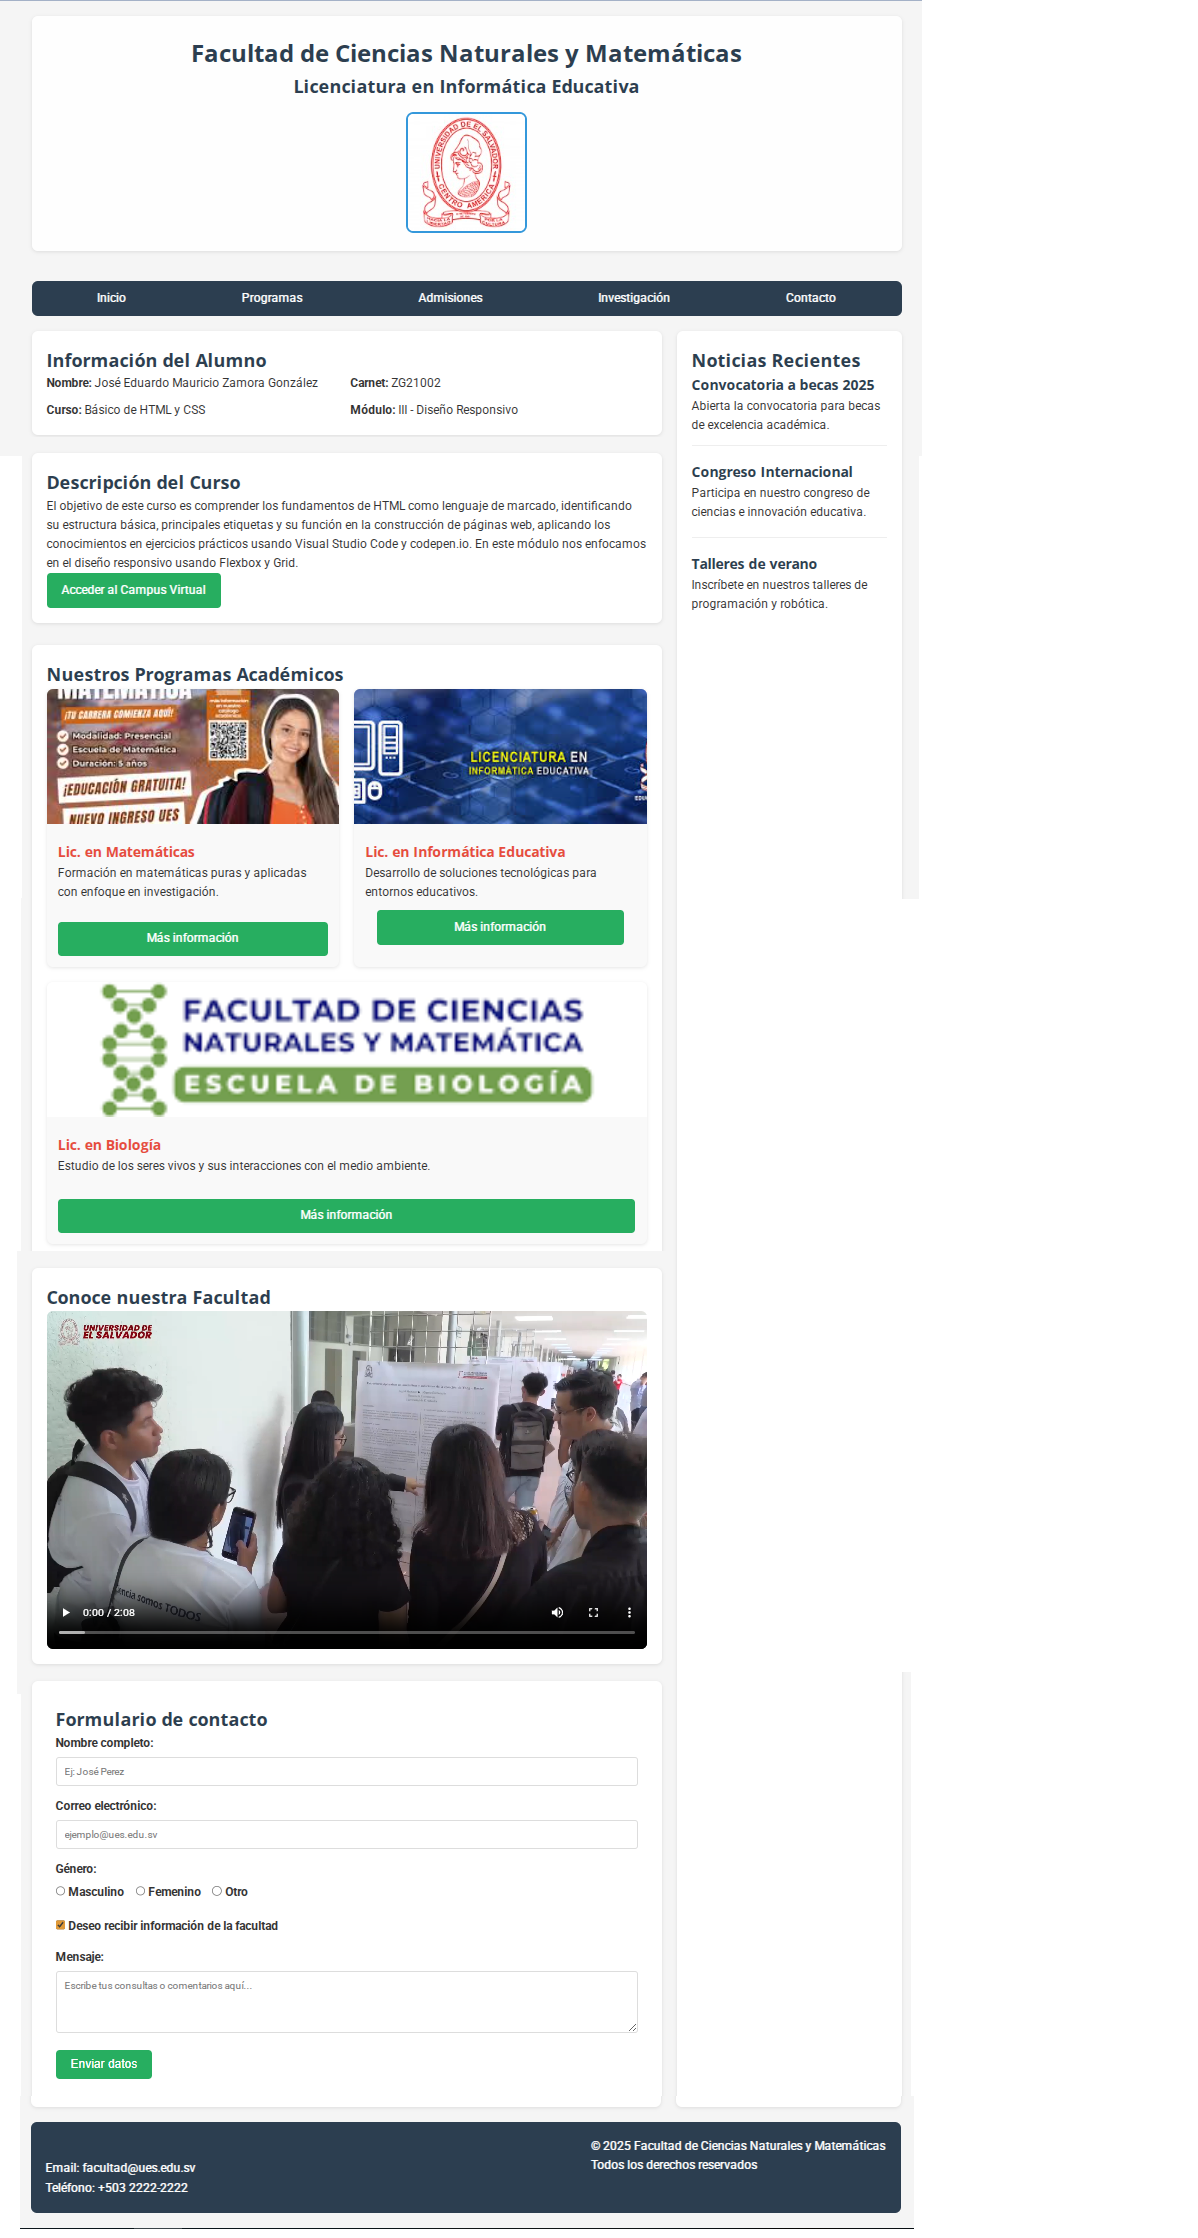 Facultad de Ciencias Naturales y Matemáticas
Licenciatura en Informática Educativa
UNIVERSIDAD DE EL SALVADOR
CENTRO AMERICA
HACIA LA LIBERTAD
POR LA CULTURA
Inicio
Programas
Admisiones
Investigación
Contacto
Información del Alumno
Nombre: José Eduardo Mauricio Zamora González
Carnet: ZG21002
Curso: Básico de HTML y CSS
Módulo: III - Diseño Responsivo
Descripción del Curso
El objetivo de este curso es comprender los fundamentos de HTML como lenguaje de marcado, identificando
su estructura básica, principales etiquetas y su función en la construcción de páginas web, aplicando los
conocimientos en ejercicios prácticos usando Visual Studio Code y codepen.io. En este módulo nos enfocamos
en el diseño responsivo usando Flexbox y Grid.
Acceder al Campus Virtual
Nuestros Programas Académicos
MATEMÁTICA
¡TU CARRERA COMIENZA AQUÍ!
Modalidad: Presencial
Escuela de Matemática
Duración: 5 años
¡EDUCACIÓN GRATUITA!
NUEVO INGRESO UES
LICENCIATURA EN
INFORMÁTICA EDUCATIVA
Lic. en Matemáticas
Formación en matemáticas puras y aplicadas
con enfoque en investigación.
Más información
Lic. en Informática Educativa
Desarrollo de soluciones tecnológicas para
entornos educativos.
Más información
FACULTAD DE CIENCIAS
NATURALES Y MATEMÁTICA
ESCUELA DE BIOLOGÍA
Lic. en Biología
Estudio de los seres vivos y sus interacciones con el medio ambiente.
Más información
Conoce nuestra Facultad
UNIVERSIDAD DE
EL SALVADOR
encia somos TODOS
0:00 / 2:08
Formulario de contacto
Nombre completo:
Ej: José Perez
Correo electrónico:
ejemplo@ues.edu.sv
Género:
Masculino
Femenino
Otro
Deseo recibir información de la facultad
Mensaje:
Escribe tus consultas o comentarios aquí...
Enviar datos
Noticias Recientes
Convocatoria a becas 2025
Abierta la convocatoria para becas
de excelencia académica.
Congreso Internacional
Participa en nuestro congreso de
ciencias e innovación educativa.
Talleres de verano
Inscríbete en nuestros talleres de
programación y robótica.
Email: facultad@ues.edu.sv
Teléfono: +503 2222-2222
© 2025 Facultad de Ciencias Naturales y Matemáticas
Todos los derechos reservados